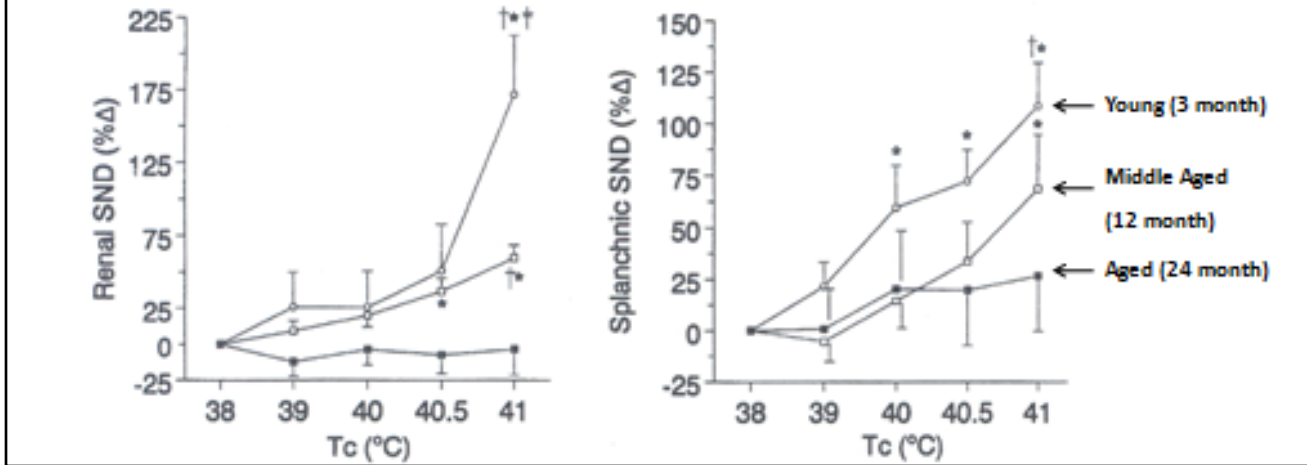 225
175
125
75
25
0
-25
Renal SND (%Δ)
38 39 40 40.5 41
Tc (°C)
†*†
*
†*
150
125
100
75
50
25
0
-25
Splanchnic SND (%Δ)
38 39 40 40.5 41
Tc (°C)
*
*
†*
*
Young (3 month)
Middle Aged
(12 month)
Aged (24 month)